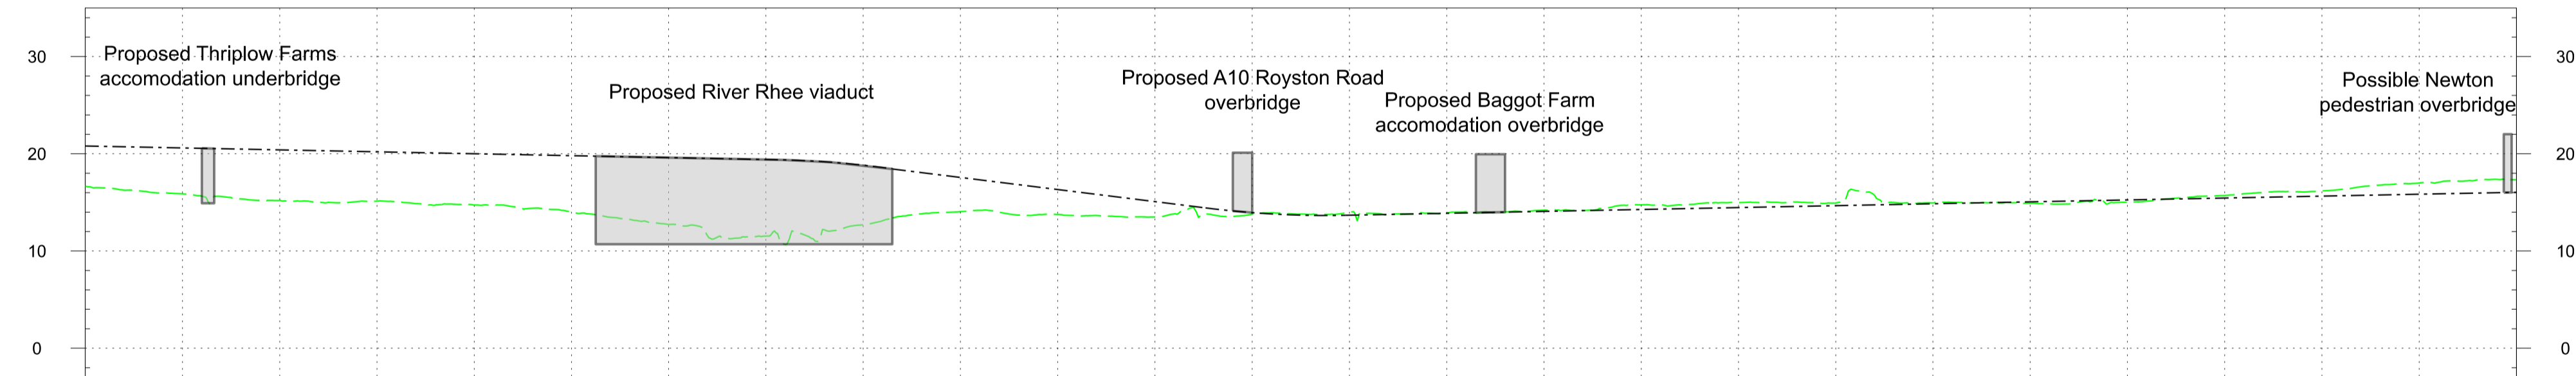 Proposed Thriplow Farms
accomodation underbridge
Proposed River Rhee viaduct
Proposed A10 Royston Road
overbridge
Proposed Baggot Farm
accomodation overbridge
Possible Newton
pedestrian overbridge
30
20
10
0
30
20
10
0